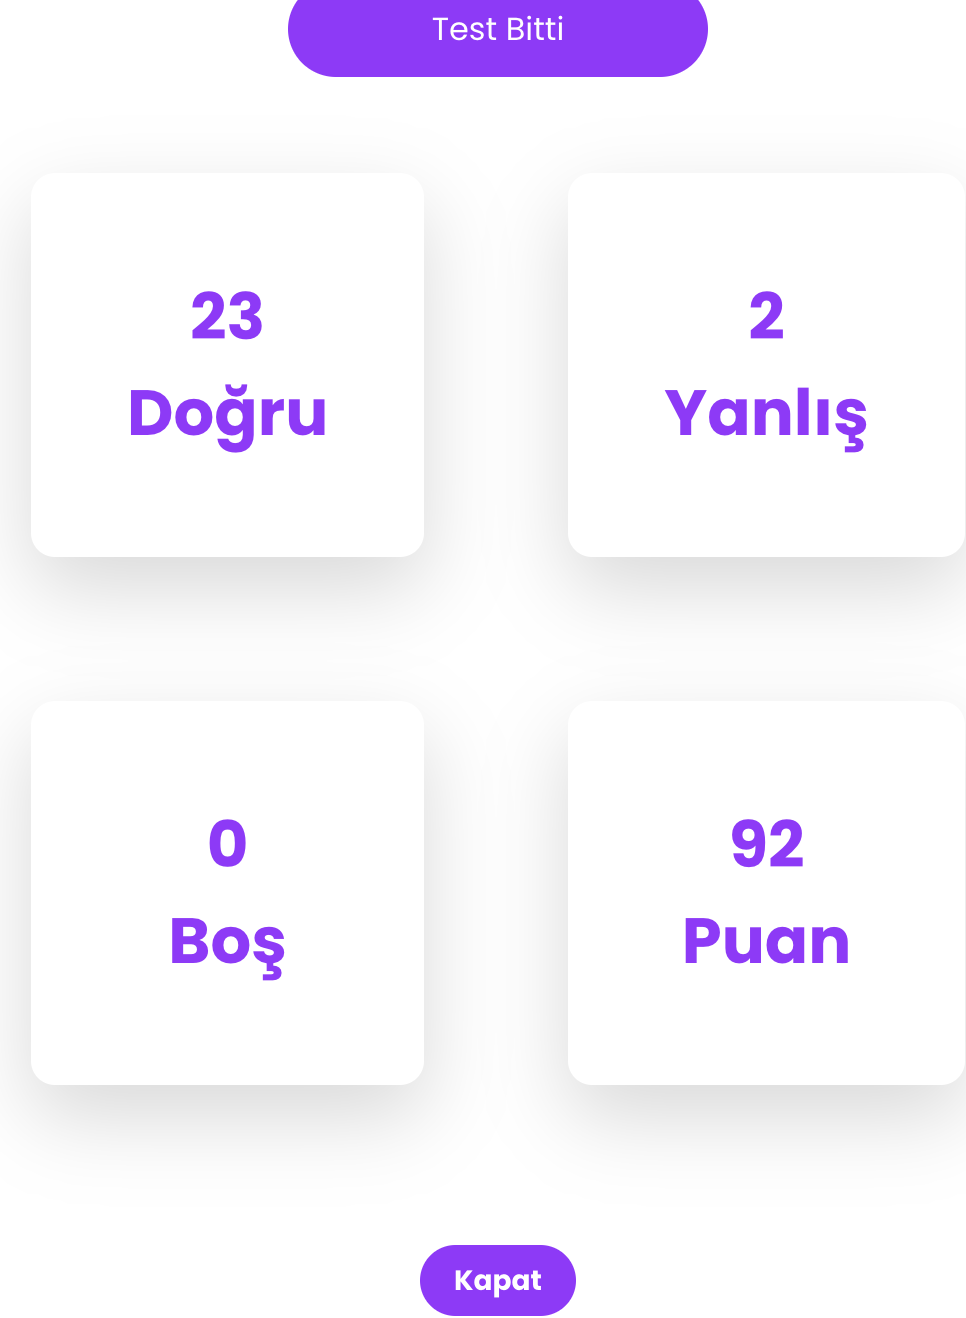 Test Bitti
23
Doğru
2
Yanlış
0
Boş
92
Puan
Kapat